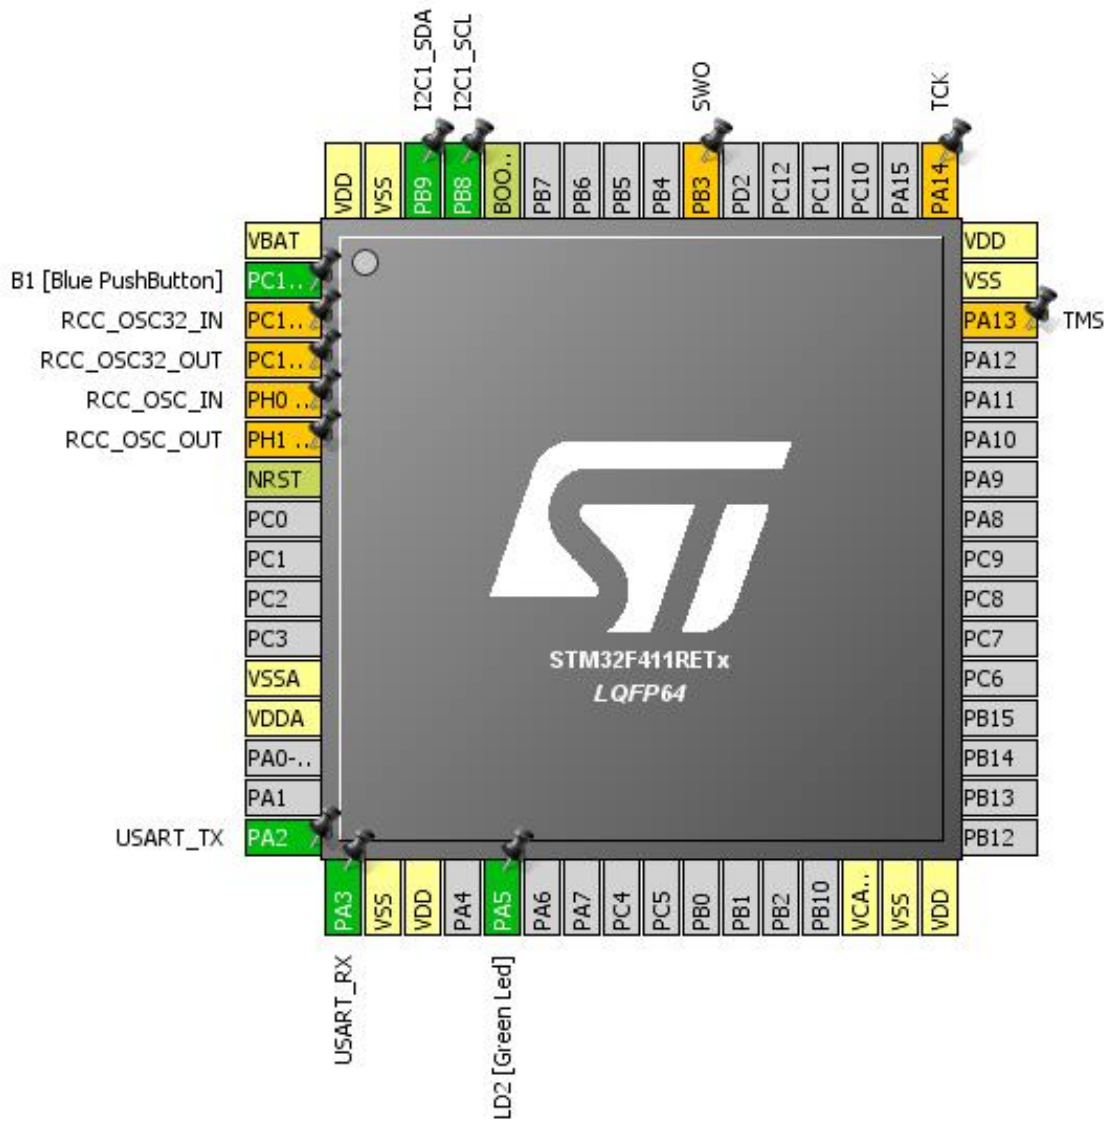 I2C1_SDA
I2C1_SCL
SWO
TCK
VDD
VSS
PB9
PB8
BOO..
PB7
PB6
PB5
PB4
PB3
PD2
PC12
PC11
PC10
PA15
PA14
VBAT
VDD
B1 [Blue PushButton]
PC1..
VSS
RCC_OSC32_IN
PC1..
PA13
TMS
RCC_OSC32_OUT
PC1..
PA12
RCC_OSC_IN
PH0 ..
PA11
RCC_OSC_OUT
PH1 ..
PA10
NRST
PA9
PC0
PA8
PC1
PC9
PC2
PC8
PC3
PC7
ST
STM32F411RETx
LQFP64
VSSA
PC6
VDDA
PB15
PA0-..
PB14
PA1
PB13
USART_TX
PA2
PB12
PA3
VSS
VDD
PA4
PA5
PA6
PA7
PC4
PC5
PB0
PB1
PB2
PB10
VCA..
VSS
VDD
USART_RX
LD2 [Green Led]